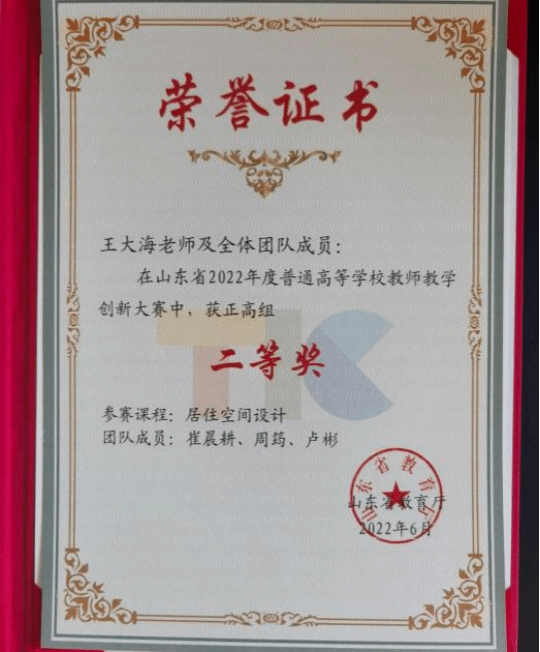 荣誉证书
王大海老师及全体团队成员：
在山东省2022年度普通高等学校教师教学
创新大赛中，获正高组
二等奖
参赛课程：居住空间设计
团队成员：崔晨耕、周筠、卢彬
山东省教育厅
山东省教育厅
2022年6月
TIC